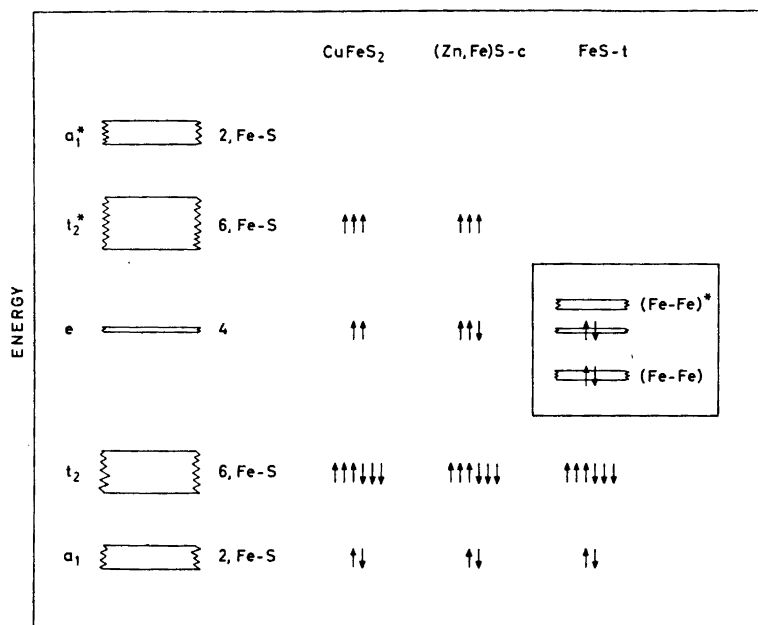 CuFeS₂ (Zn,Fe)S-c FeS-t
a₁* 2, Fe-S
t₂* 6, Fe-S
(Fe-Fe)*
e 4
(Fe-Fe)
t₂ 6, Fe-S
a₁ 2, Fe-S
ENERGY